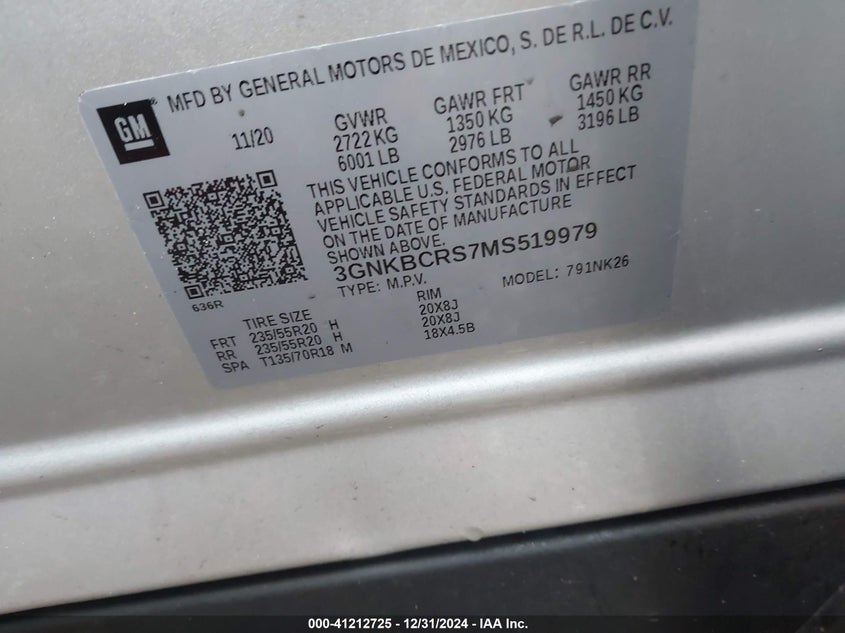 MFD BY GENERAL MOTORS DE MEXICO, S. DE R.L. DE C.V.
GM®
11/20
GVWR GAWR FRT GAWR RR
2722 KG 1350 KG 1450 KG
6001 LB 2976 LB 3196 LB
THIS VEHICLE CONFORMS TO ALL
APPLICABLE U.S. FEDERAL MOTOR
VEHICLE SAFETY STANDARDS IN EFFECT
ON THE DATE OF MANUFACTURE
SHOWN ABOVE.
3GNKBCRS7MS519979
TYPE: M.P.V. MODEL: 791NK26
636R
TIRE SIZE RIM
FRT 235/55R20 H 20X8J
RR 235/55R20 H 20X8J
SPA T135/70R18 M 18X4.5B
000-41212725 - 12/31/2024 - IAA Inc.